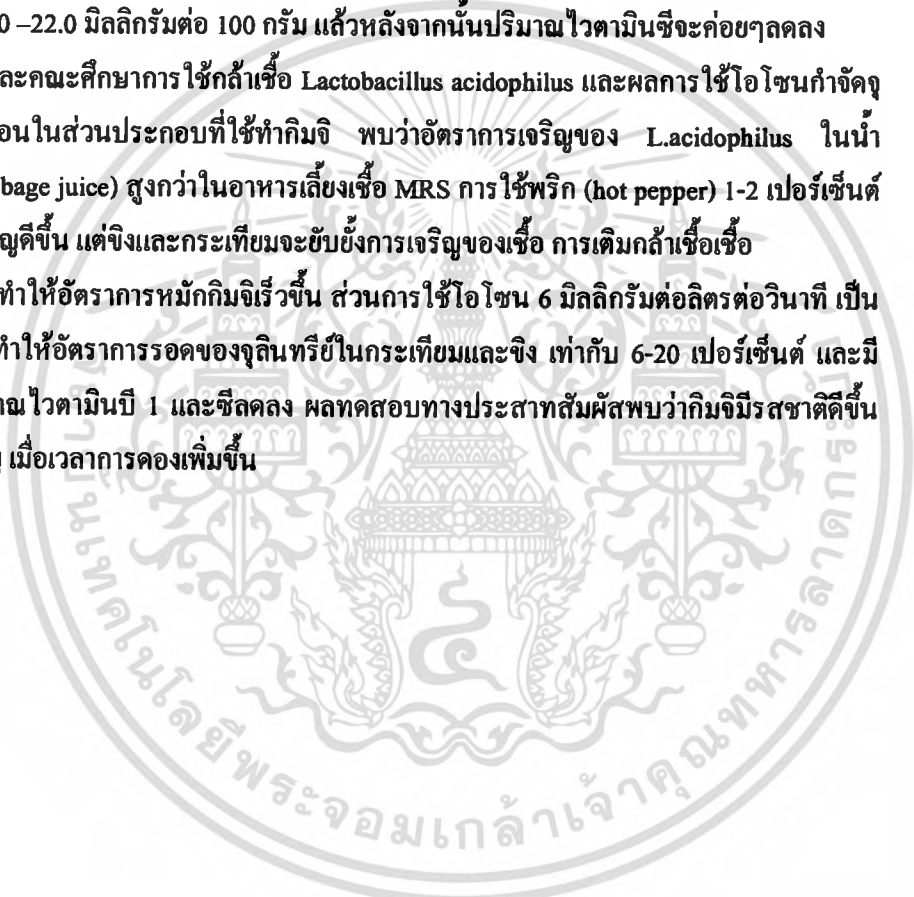 0 –22.0 มิลลิกรัมต่อ 100 กรัม แล้วหลังจากนั้นปริมาณไวตามินซีจะค่อยๆลดลง
ละคณะศึกษาการใช้กล้าเชื้อ Lactobacillus acidophilus และผลการใช้โอโซนกำจัดจุ
อนในส่วนประกอบที่ใช้ทำกิมจิ พบว่าอัตราการเจริญของ L.acidophilus ในน้ำ
bage juice) สูงกว่าในอาหารเลี้ยงเชื้อ MRS การใช้พริก (hot pepper) 1-2 เปอร์เซ็นต์
ญดีขึ้น แต่ขิงและกระเทียมจะยับยั้งการเจริญของเชื้อ การเติมกล้าเชื้อเชื้อ
ทำให้อัตราการหมักกิมจิเร็วขึ้น ส่วนการใช้โอโซน 6 มิลลิกรัมต่อลิตรต่อวินาที เป็น
ทำให้อัตราการรอดของจุลินทรีย์ในกระเทียมและขิง เท่ากับ 6-20 เปอร์เซ็นต์ และมี
าณไวตามินบี 1 และซีลดลง ผลทดสอบทางประสาทสัมผัสพบว่ากิมจิมีรสชาติดีขึ้น
เมื่อเวลาการดองเพิ่มขึ้น
สถาบันเทคโนโลยีพระจอมเกล้าเจ้าคุณทหารลาดกระบัง